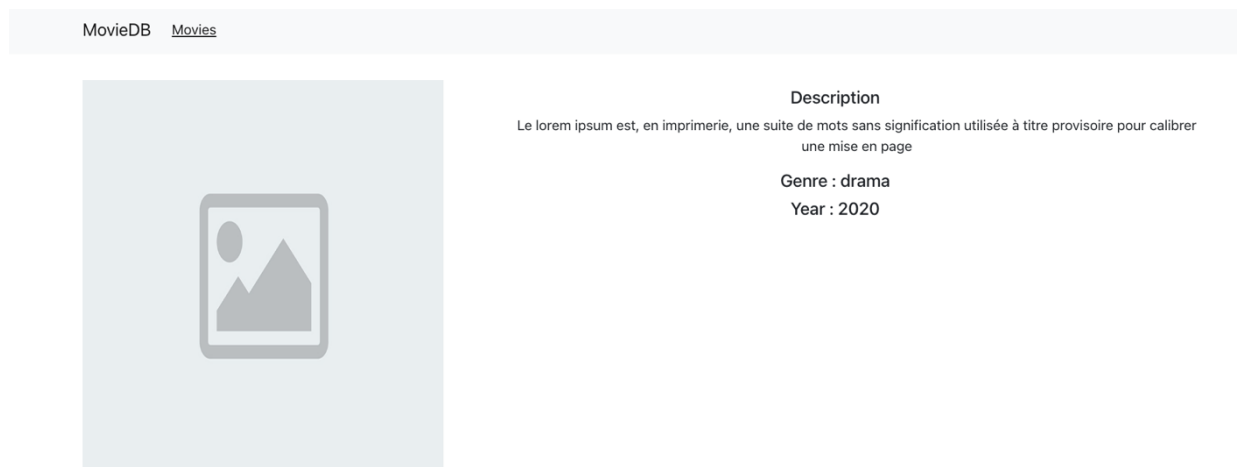 MovieDB Movies
Description
Le lorem ipsum est, en imprimerie, une suite de mots sans signification utilisée à titre provisoire pour calibrer
une mise en page
Genre : drama
Year : 2020